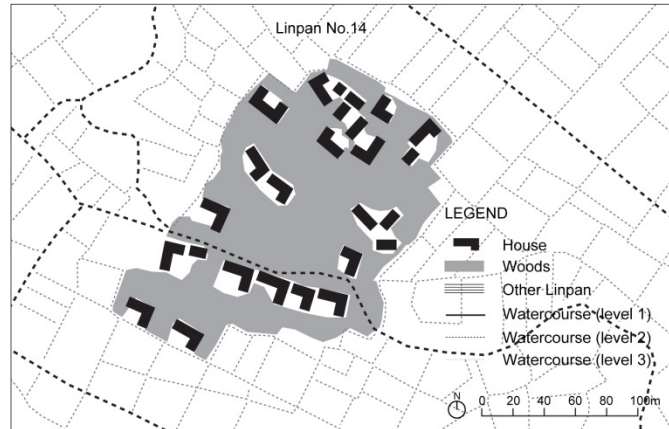 Linpan No.14
LEGEND
House
Woods
Other Linpan
Watercourse (level 1)
Watercourse (level 2)
Watercourse (level 3)
N
0 20 40 60 80 100m